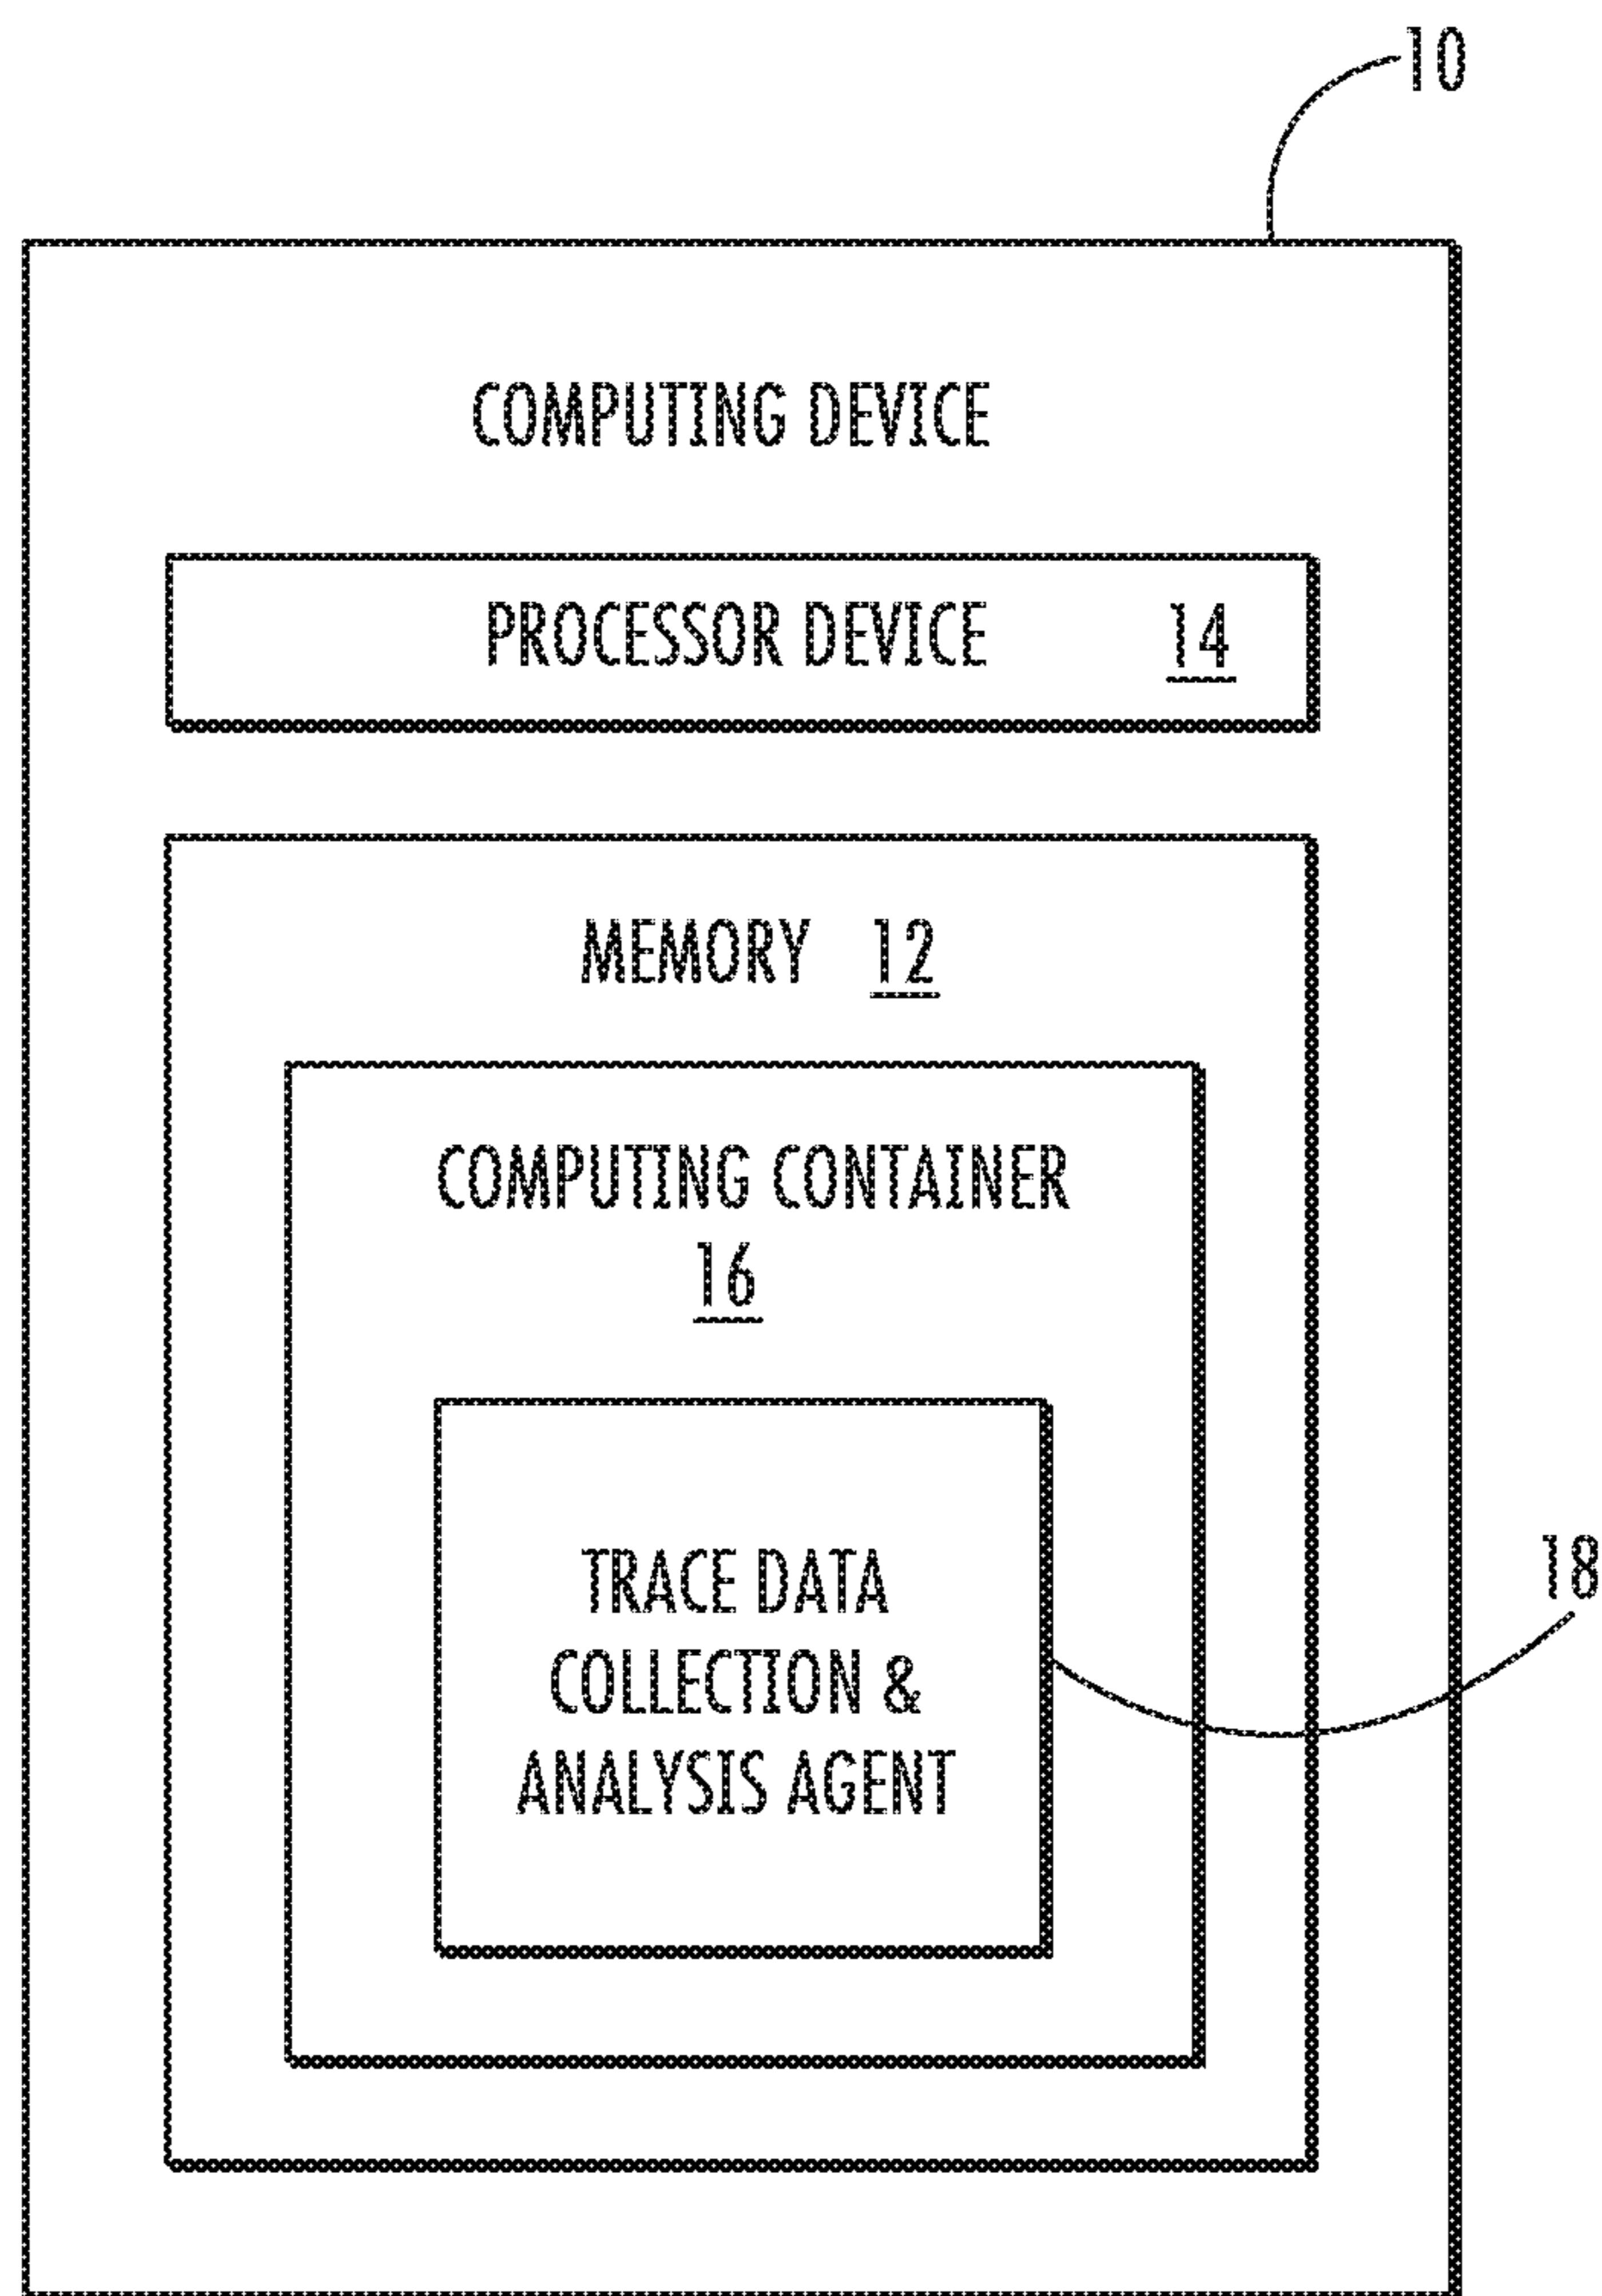 10
COMPUTING DEVICE
PROCESSOR DEVICE 14
MEMORY 12
COMPUTING CONTAINER
16
TRACE DATA
COLLECTION &
ANALYSIS AGENT
18